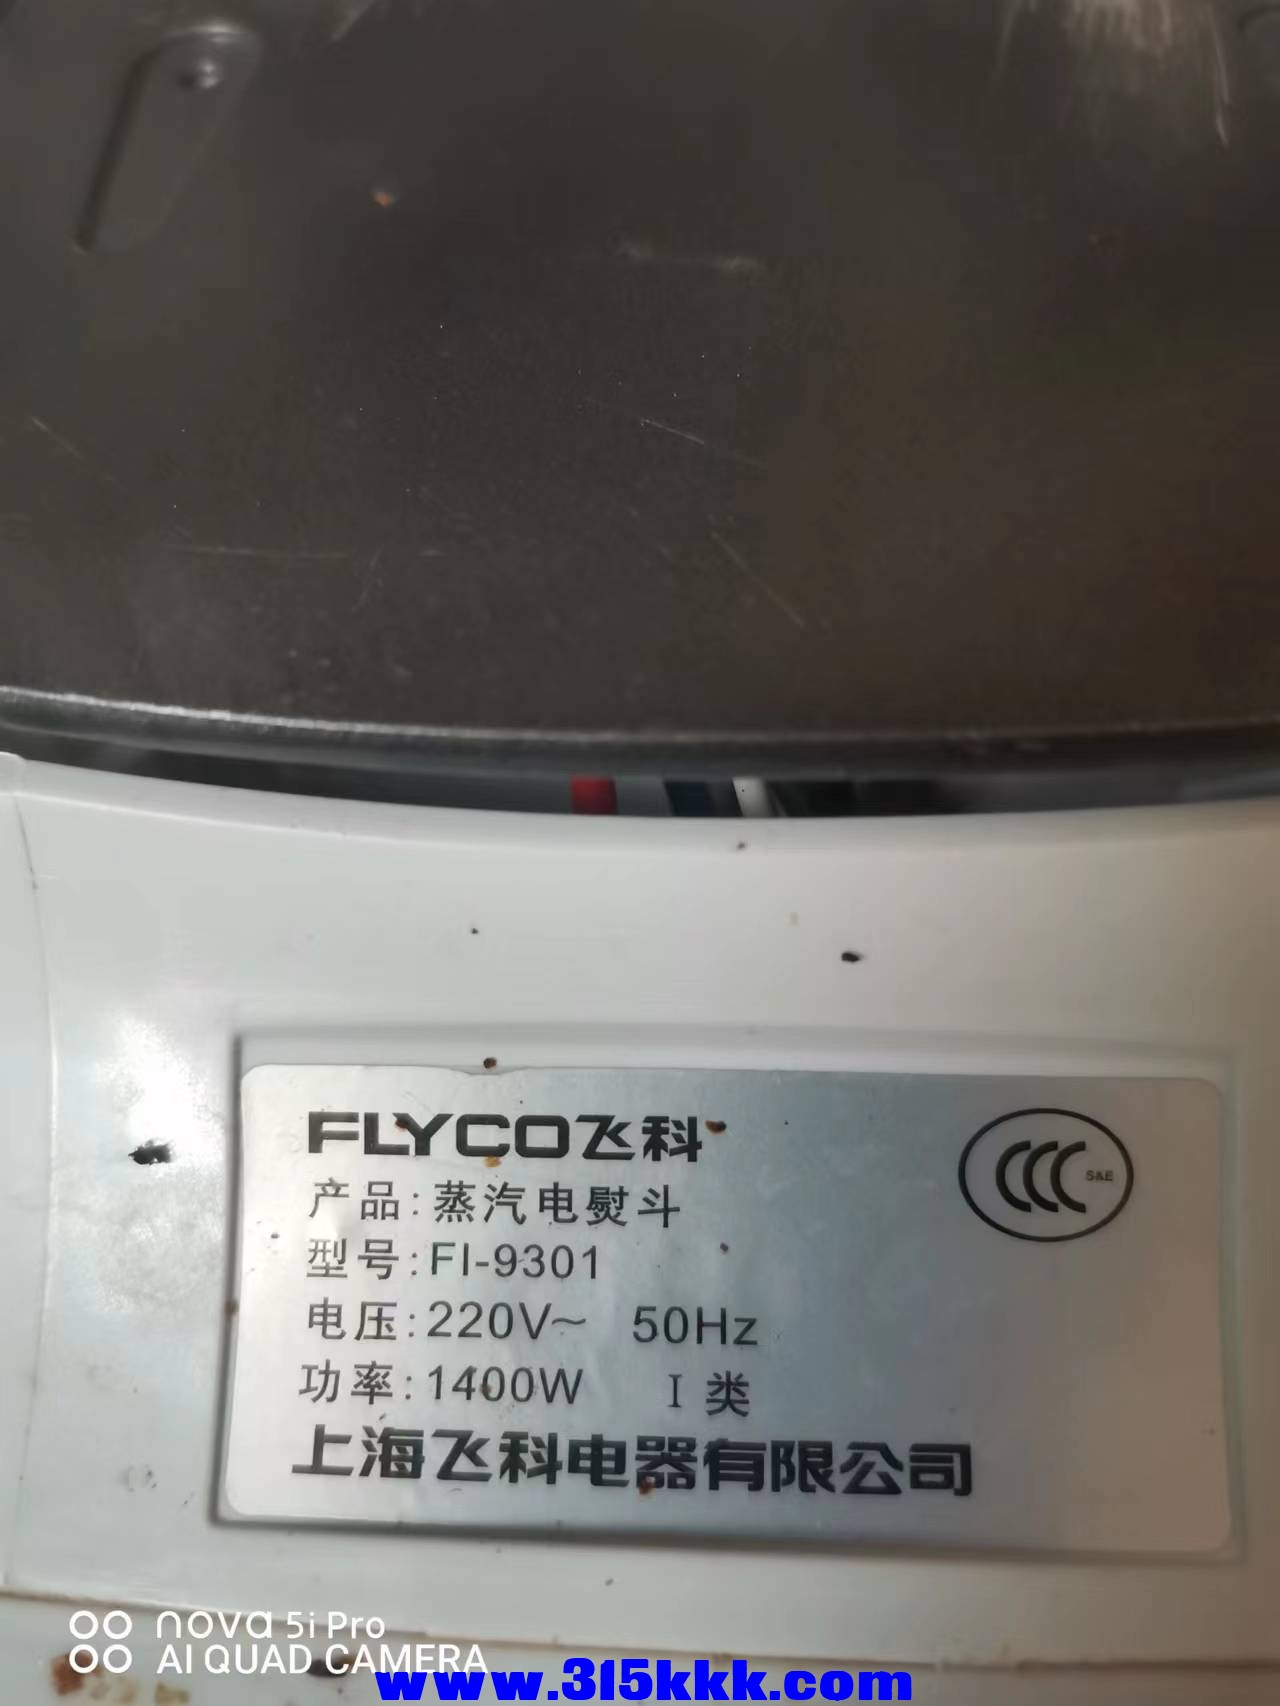 FLYCO飞科
CCC S&E
产品:蒸汽电熨斗
型号:FI-9301
电压:220V~ 50Hz
功率:1400W I类
上海飞科电器有限公司
nova 5i Pro
AI QUAD CAMERA
www.315kkk.com